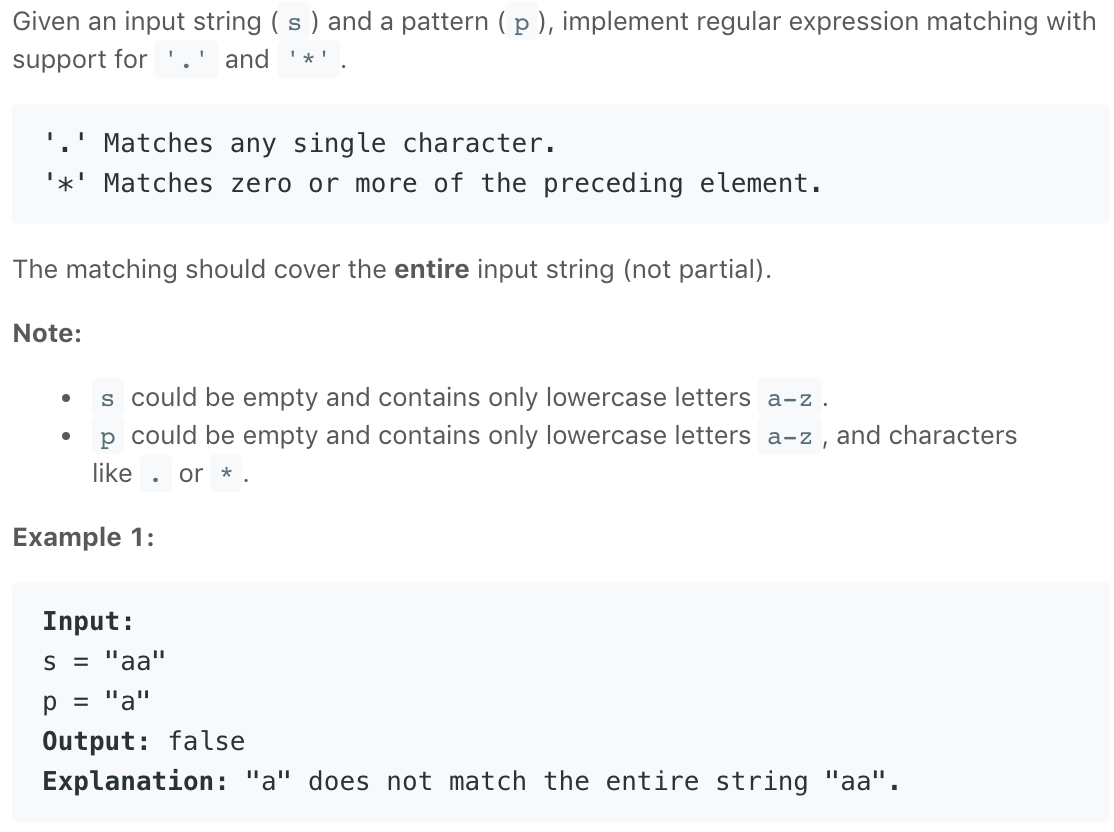 Given an input string ( s ) and a pattern ( p ), implement regular expression matching with
support for '.' and '*' .
'.' Matches any single character.
'*' Matches zero or more of the preceding element.
The matching should cover the entire input string (not partial).
Note:
• s could be empty and contains only lowercase letters a-z .
• p could be empty and contains only lowercase letters a-z , and characters
like . or * .
Example 1:
Input:
s = "aa"
p = "a"
Output: false
Explanation: "a" does not match the entire string "aa".